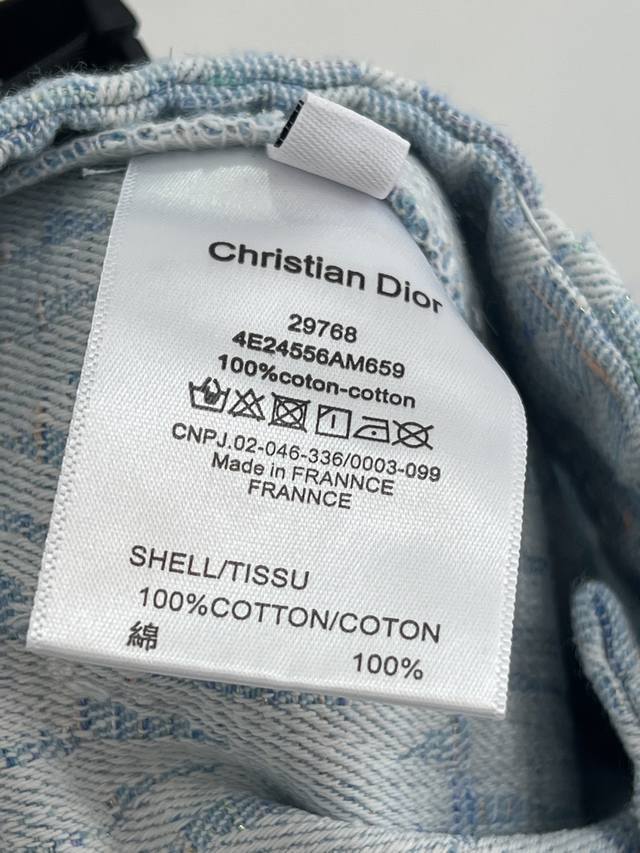 Christian Dior
29768
4E24556AM659
100%coton-cotton
CNPJ.02-046-336/0003-099
Made in FRANNCE
FRANNCE
SHELL/TISSU
100%COTTON/COTON
綿 100%